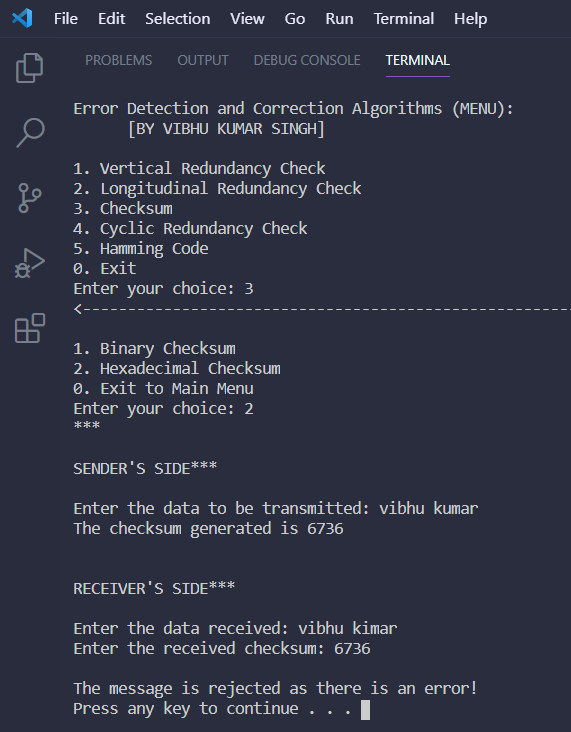 File Edit Selection View Go Run Terminal Help
PROBLEMS OUTPUT DEBUG CONSOLE TERMINAL
Error Detection and Correction Algorithms (MENU):
[BY VIBHU KUMAR SINGH]
1. Vertical Redundancy Check
2. Longitudinal Redundancy Check
3. Checksum
4. Cyclic Redundancy Check
5. Hamming Code
0. Exit
Enter your choice: 3
<-------------------------------------------------------
1. Binary Checksum
2. Hexadecimal Checksum
0. Exit to Main Menu
Enter your choice: 2
***
SENDER'S SIDE***
Enter the data to be transmitted: vibhu kumar
The checksum generated is 6736
RECEIVER'S SIDE***
Enter the data received: vibhu kimar
Enter the received checksum: 6736
The message is rejected as there is an error!
Press any key to continue . . .